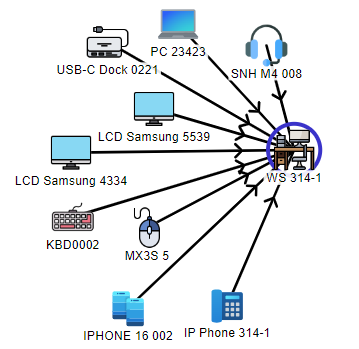 PC 23423
USB-C Dock 0221
SNH M4 008
LCD Samsung 5539
LCD Samsung 4334
WS 314-1
KBD0002
MX3S 5
IPHONE 16 002
IP Phone 314-1